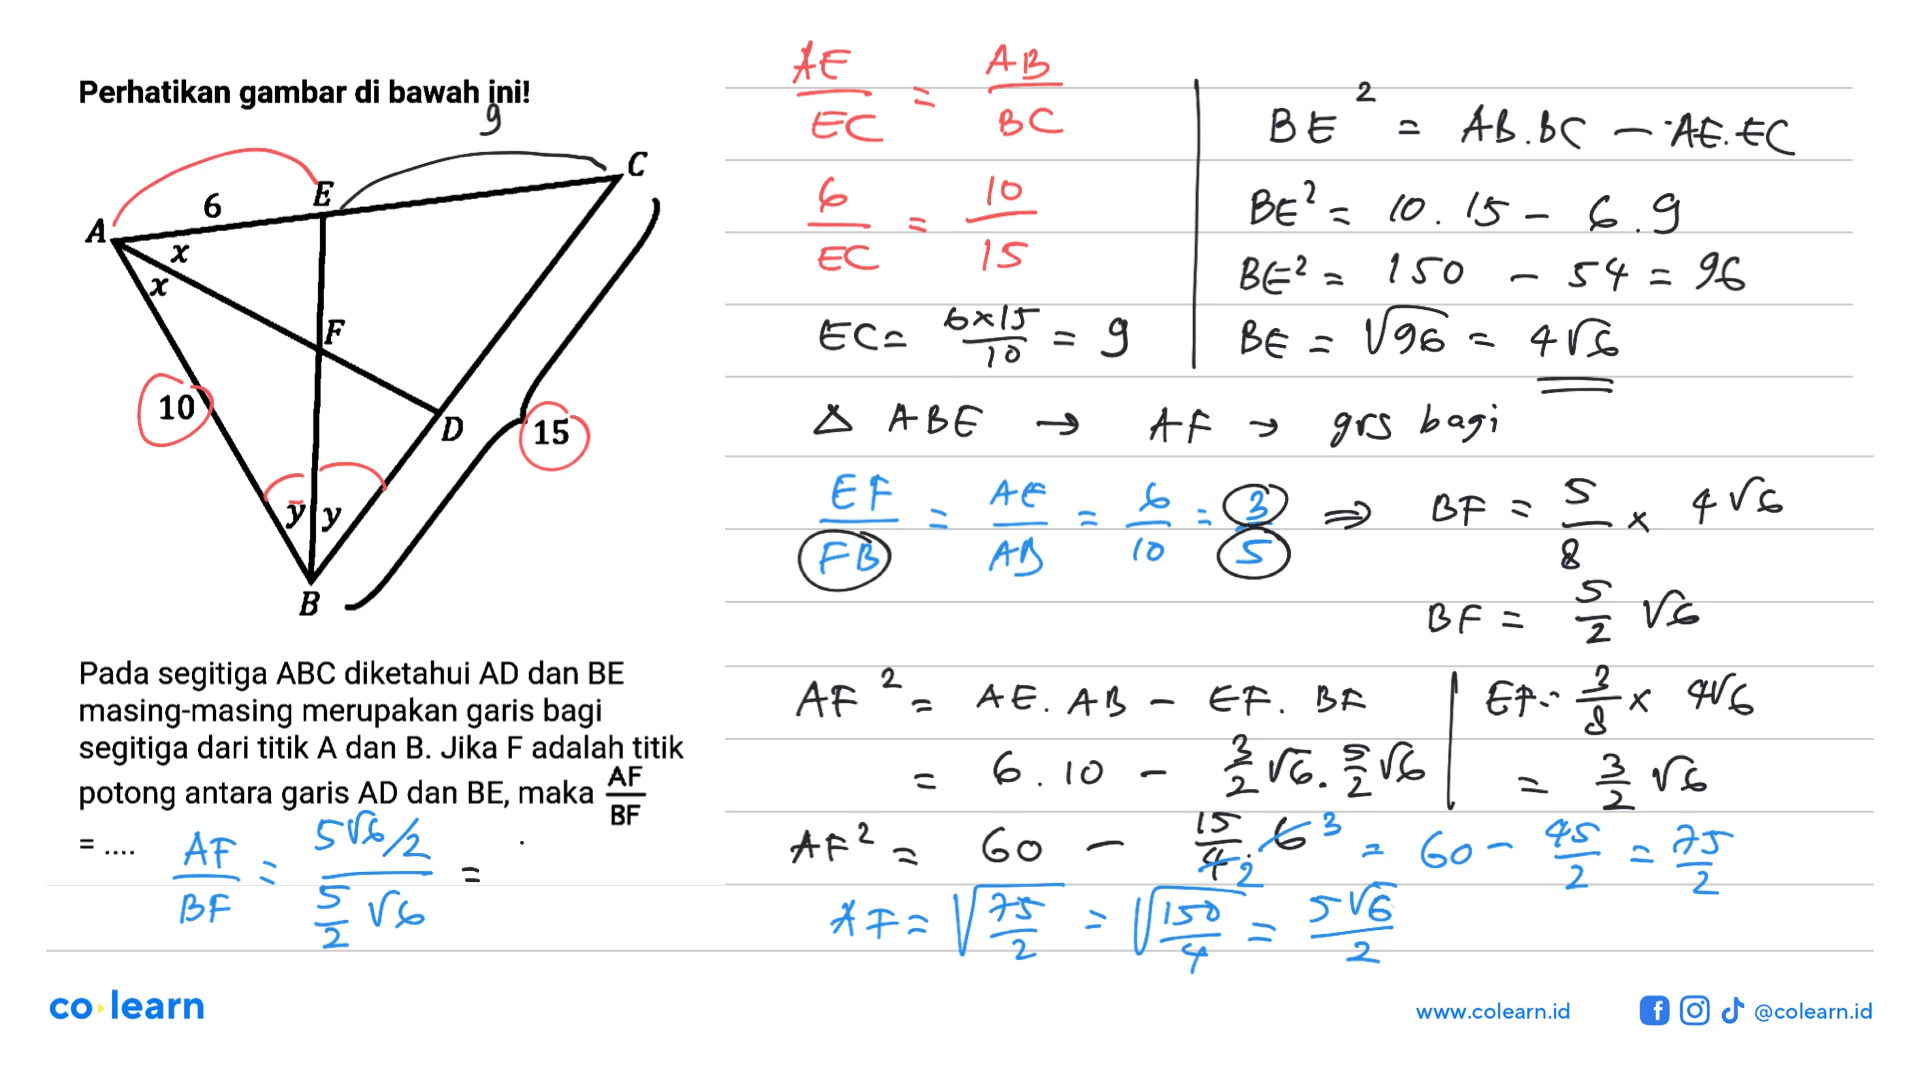 Perhatikan gambar di bawah ini!
9
C
E
6
A
x
x
F
10
D
15
y y
B
Pada segitiga ABC diketahui AD dan BE
masing-masing merupakan garis bagi
segitiga dari titik A dan B. Jika F adalah titik
potong antara garis AD dan BE, maka AF/BF
= ....
AF/BF = (5√6/2)/(5/2 √6) =
AE/EC = AB/BC
6/EC = 10/15
EC = 6×15/10 = 9
BE² = AB.BC - AE.EC
BE² = 10.15 - 6.9
BE² = 150 - 54 = 96
BE = √96 = 4√6
Δ ABE → AF → grs bagi
EF/FB = AE/AB = 6/10 = 3/5 ⇒ BF = 5/8 × 4√6
BF = 5/2 √6
AF² = AE.AB - EF.BF
= 6.10 - 3/2 √6 . 5/2 √6
EF = 3/8 × 4√6
= 3/2 √6
AF² = 60 - 15/4 2 . 6 3 = 60 - 45/2 = 75/2
AF = √75/2 = √150/4 = 5√6/2
co learn
www.colearn.id
@colearn.id